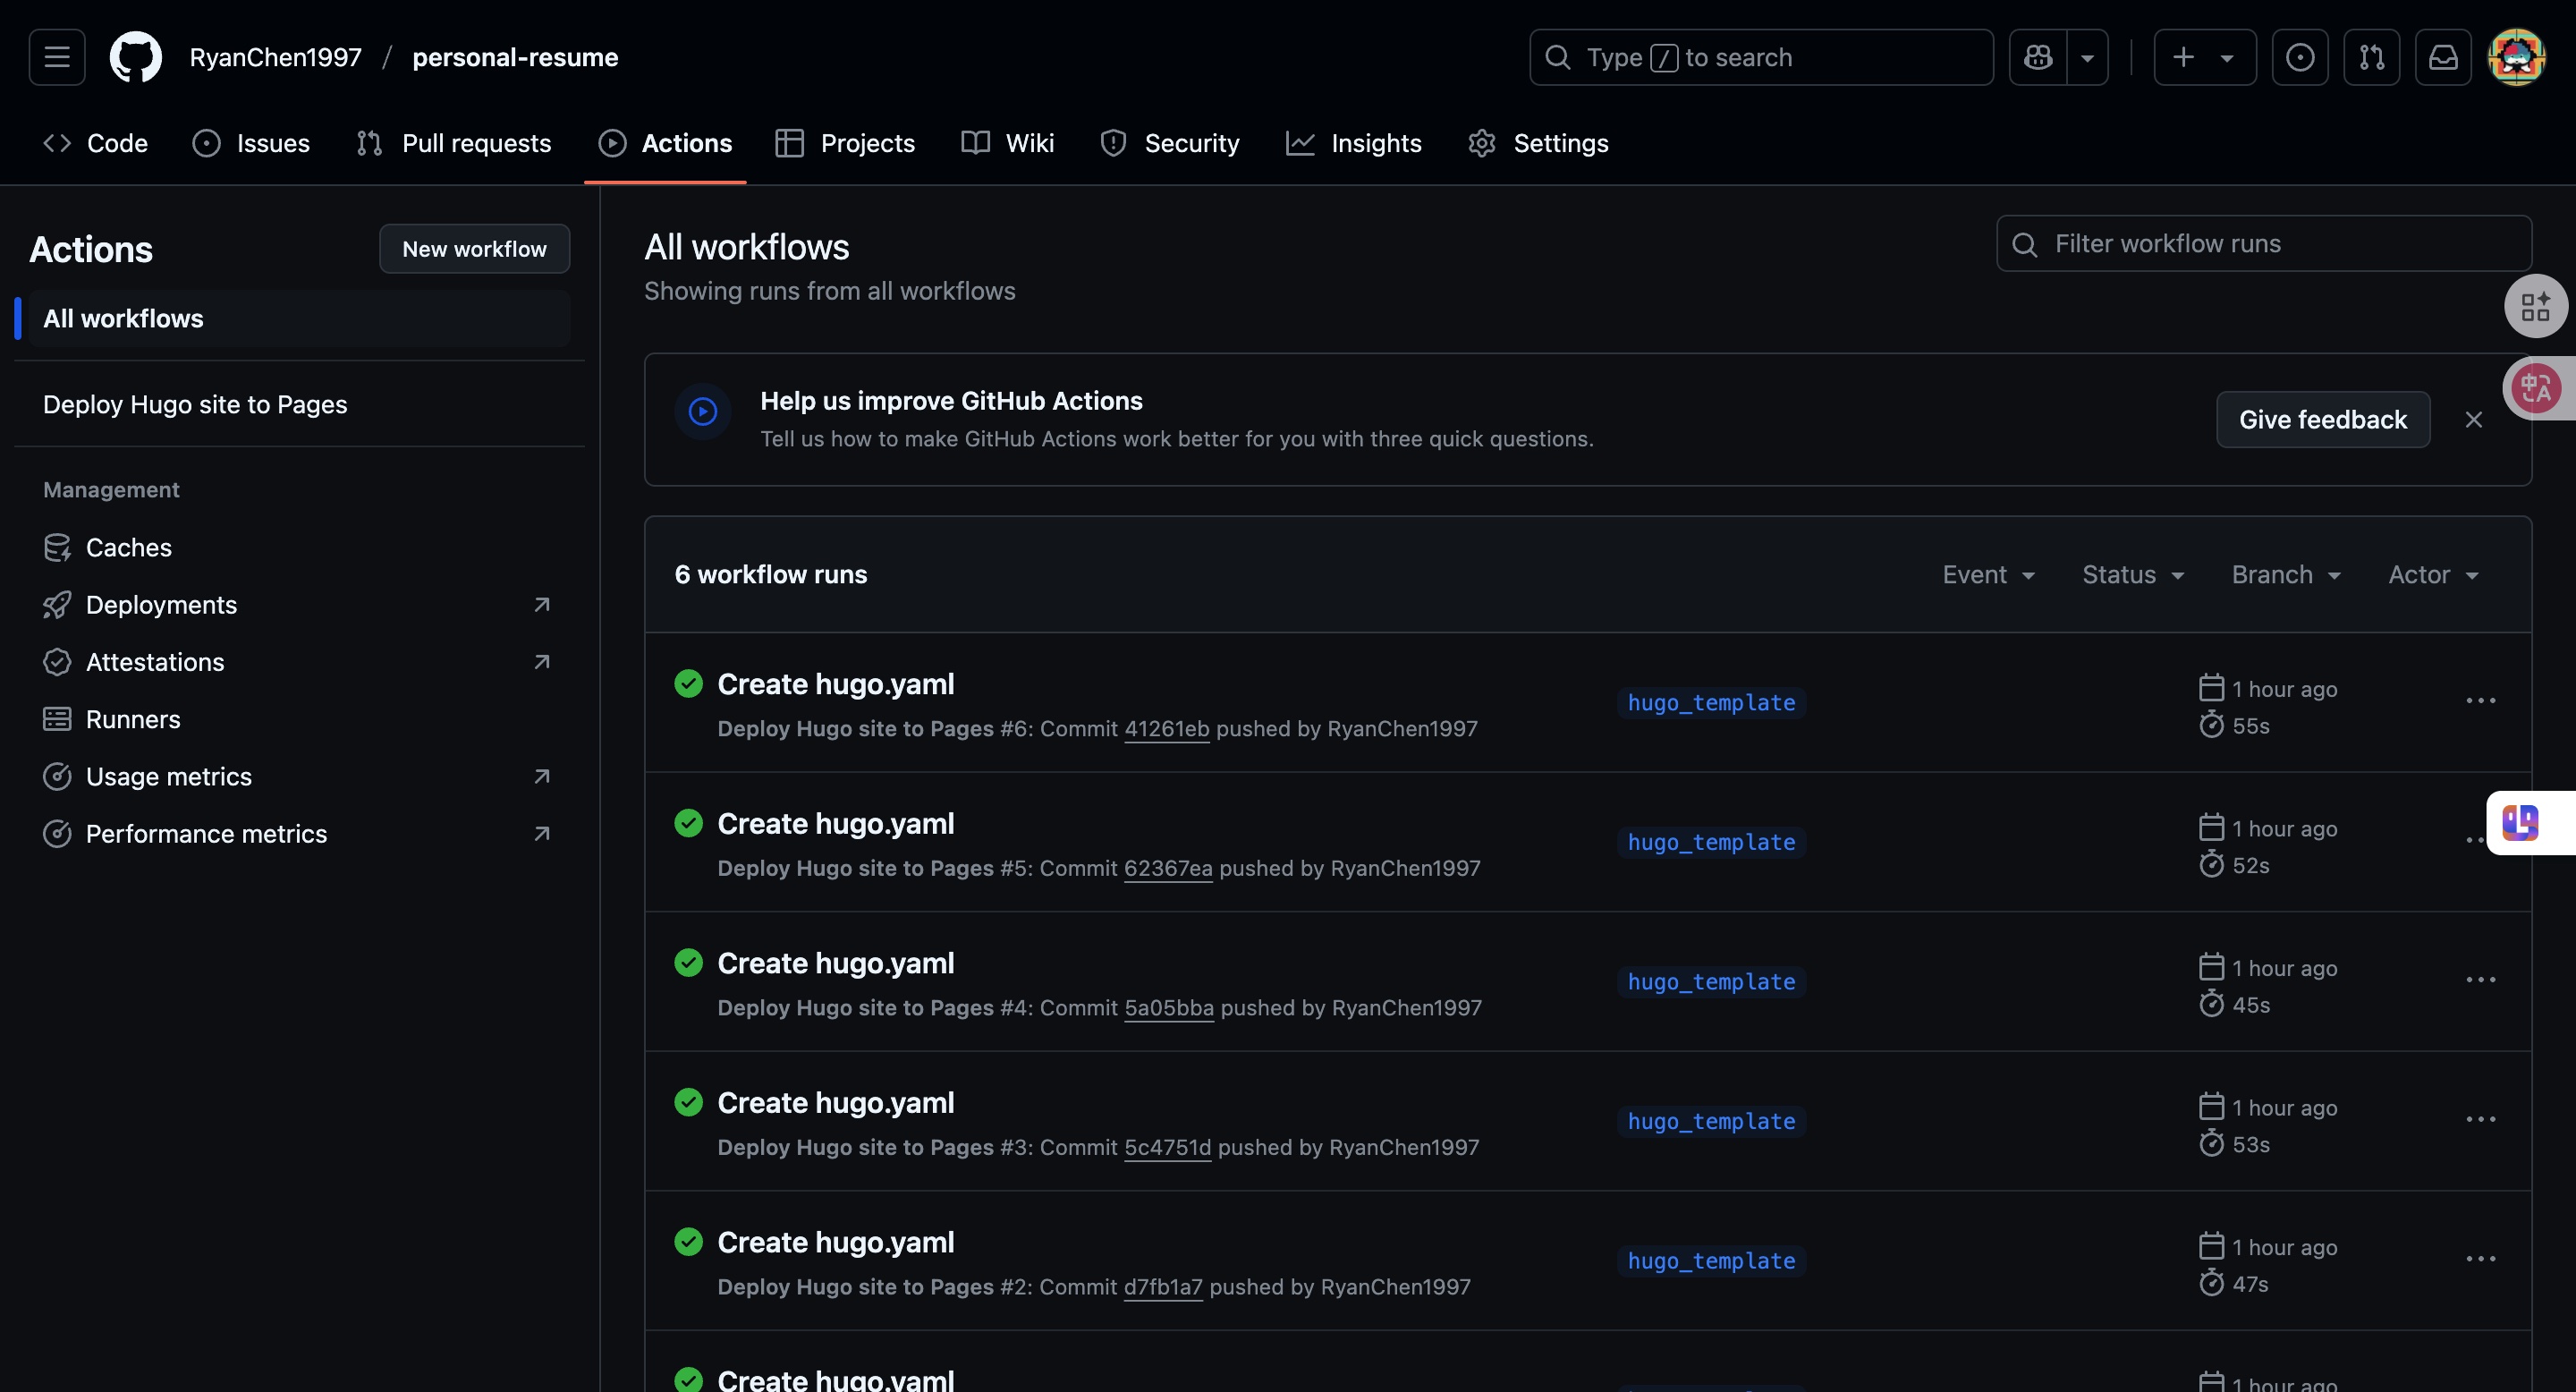 RyanChen1997 / personal-resume
Type / to search
Code
Issues
Pull requests
Actions
Projects
Wiki
Security
Insights
Settings
Actions
New workflow
All workflows
Deploy Hugo site to Pages
Management
Caches
Deployments
Attestations
Runners
Usage metrics
Performance metrics
All workflows
Showing runs from all workflows
Filter workflow runs
Help us improve GitHub Actions
Tell us how to make GitHub Actions work better for you with three quick questions.
Give feedback
中A
6 workflow runs
Event
Status
Branch
Actor
Create hugo.yaml
Deploy Hugo site to Pages #6: Commit 41261eb pushed by RyanChen1997
hugo_template
1 hour ago
55s
Create hugo.yaml
Deploy Hugo site to Pages #5: Commit 62367ea pushed by RyanChen1997
hugo_template
1 hour ago
52s
Create hugo.yaml
Deploy Hugo site to Pages #4: Commit 5a05bba pushed by RyanChen1997
hugo_template
1 hour ago
45s
Create hugo.yaml
Deploy Hugo site to Pages #3: Commit 5c4751d pushed by RyanChen1997
hugo_template
1 hour ago
53s
Create hugo.yaml
Deploy Hugo site to Pages #2: Commit d7fb1a7 pushed by RyanChen1997
hugo_template
1 hour ago
47s
Create hugo.yaml
1 hour ago